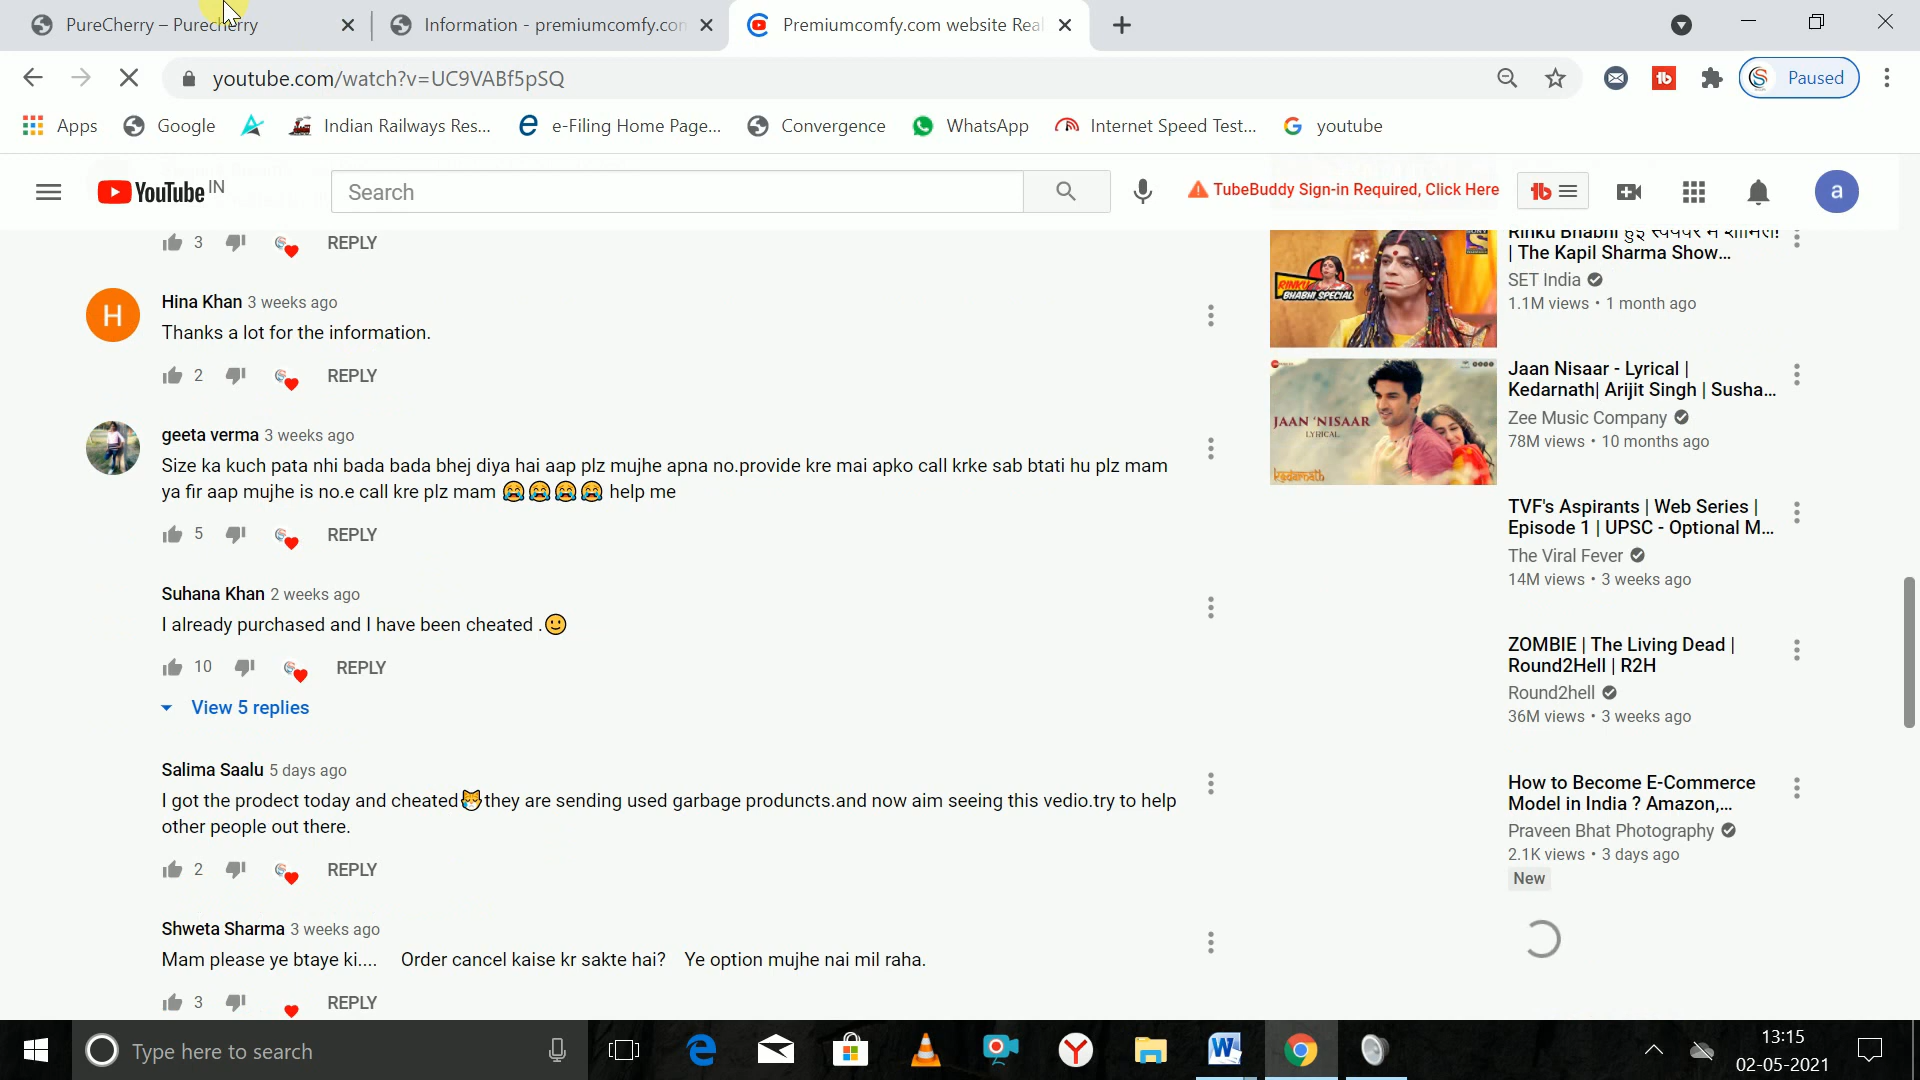 PureCherry – Purecherry
Information - premiumcomfy.con
Premiumcomfy.com website Real
youtube.com/watch?v=UC9VABf5pSQ
Paused
Apps
Google
Indian Railways Res...
e-Filing Home Page...
Convergence
WhatsApp
Internet Speed Test...
youtube
YouTube IN
Search
TubeBuddy Sign-in Required, Click Here
a
3 REPLY
Hina Khan 3 weeks ago
Thanks a lot for the information.
2 REPLY
geeta verma 3 weeks ago
Size ka kuch pata nhi bada bada bhej diya hai aap plz mujhe apna no.provide kre mai apko call krke sab btati hu plz mam
ya fir aap mujhe is no.e call kre plz mam 😂😂😂😂 help me
5 REPLY
Suhana Khan 2 weeks ago
I already purchased and I have been cheated .🙂
10 REPLY
View 5 replies
Salima Saalu 5 days ago
I got the prodect today and cheated😹they are sending used garbage produncts.and now aim seeing this vedio.try to help
other people out there.
2 REPLY
Shweta Sharma 3 weeks ago
Mam please ye btaye ki.... Order cancel kaise kr sakte hai? Ye option mujhe nai mil raha.
3 REPLY
RINKU
BHABHI SPECIAL
Rinku Bhabhi हुई स्वयंवर में शामिल!
| The Kapil Sharma Show...
SET India
1.1M views • 1 month ago
JAAN 'NISAAR
LYRICAL
kedarnath
Jaan Nisaar - Lyrical |
Kedarnath| Arijit Singh | Susha...
Zee Music Company
78M views • 10 months ago
TVF's Aspirants | Web Series |
Episode 1 | UPSC - Optional M...
The Viral Fever
14M views • 3 weeks ago
ZOMBIE | The Living Dead |
Round2Hell | R2H
Round2hell
36M views • 3 weeks ago
How to Become E-Commerce
Model in India ? Amazon,...
Praveen Bhat Photography
2.1K views • 3 days ago
New
Type here to search
13:15
02-05-2021